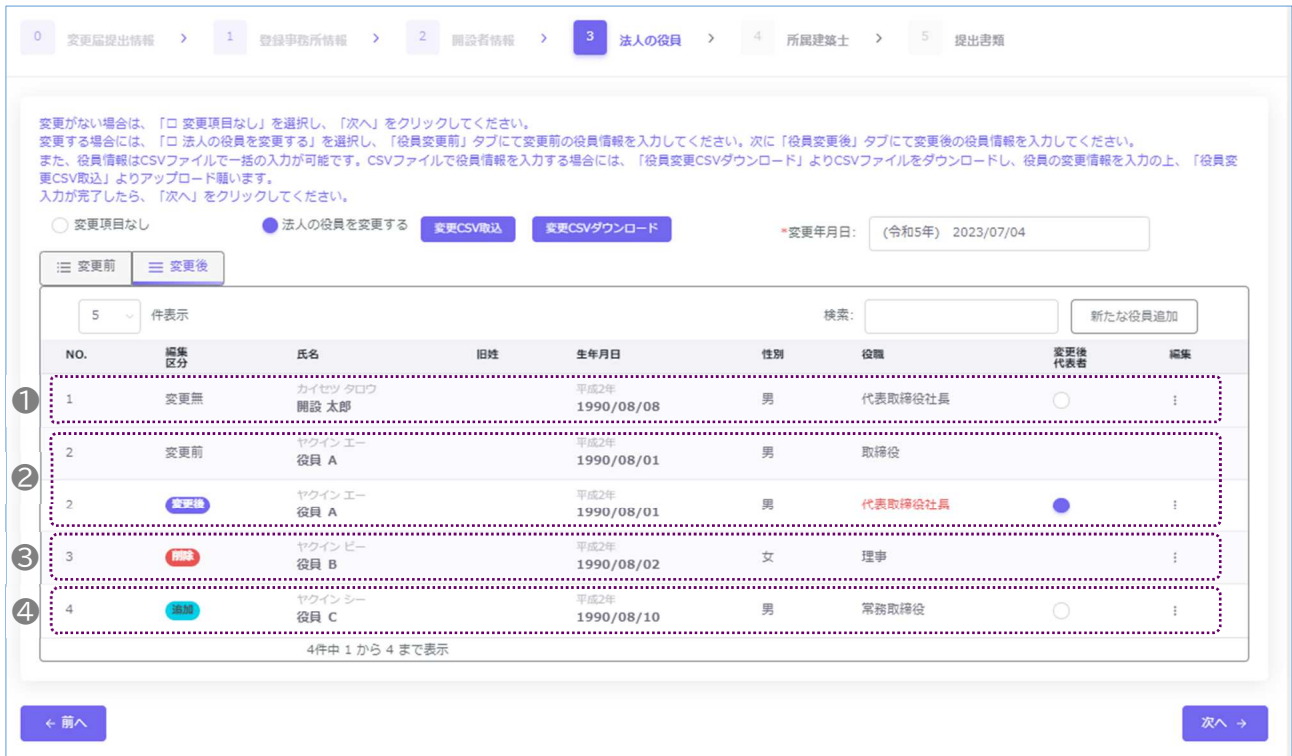 0 変更届提出情報 > 1 登録事務所情報 > 2 開設者情報 > 3 法人の役員 > 4 所属建築士 > 5 提出書類
変更がない場合は、「□ 変更項目なし」を選択し、「次へ」をクリックしてください。
変更する場合には、「□ 法人の役員を変更する」を選択し、「役員変更前」タブにて変更前の役員情報を入力してください。次に「役員変更後」タブにて変更後の役員情報を入力してください。
また、役員情報はCSVファイルで一括の入力が可能です。CSVファイルで役員情報を入力する場合には、「役員変更CSVダウンロード」よりCSVファイルをダウンロードし、役員の変更情報を入力の上、「役員変
更CSV取込」よりアップロード願います。
入力が完了したら、「次へ」をクリックしてください。
変更項目なし 法人の役員を変更する 変更CSV取込 変更CSVダウンロード *変更年月日: (令和5年) 2023/07/04
変更前 変更後
5 件表示 検索: 新たな役員追加
NO. 編集区分 氏名 旧姓 生年月日 性別 役職 変更後代表者 編集
❶ 1 変更無 カイセツ タロウ 開設 太郎 平成2年 1990/08/08 男 代表取締役社長
❷ 2 変更前 ヤクイン エー 役員 A 平成2年 1990/08/01 男 取締役
2 変更後 ヤクイン エー 役員 A 平成2年 1990/08/01 男 代表取締役社長
❸ 3 削除 ヤクイン ビー 役員 B 平成2年 1990/08/02 女 理事
❹ 4 追加 ヤクイン シー 役員 C 平成2年 1990/08/10 男 常務取締役
4件中 1 から 4 まで表示
← 前へ 次へ →